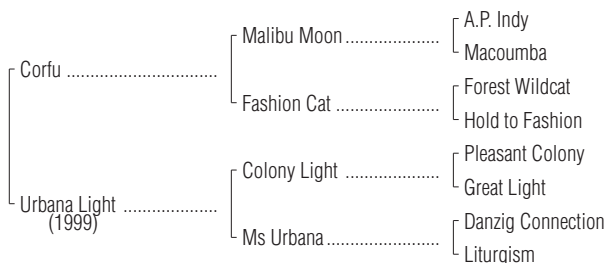 A.P. Indy
Malibu Moon ....................
Macoumba
Corfu ................................
Forest Wildcat
Fashion Cat ......................
Hold to Fashion
Pleasant Colony
Colony Light .....................
Great Light
Urbana Light ....................
(1999)
Danzig Connection
Ms Urbana ........................
Liturgism